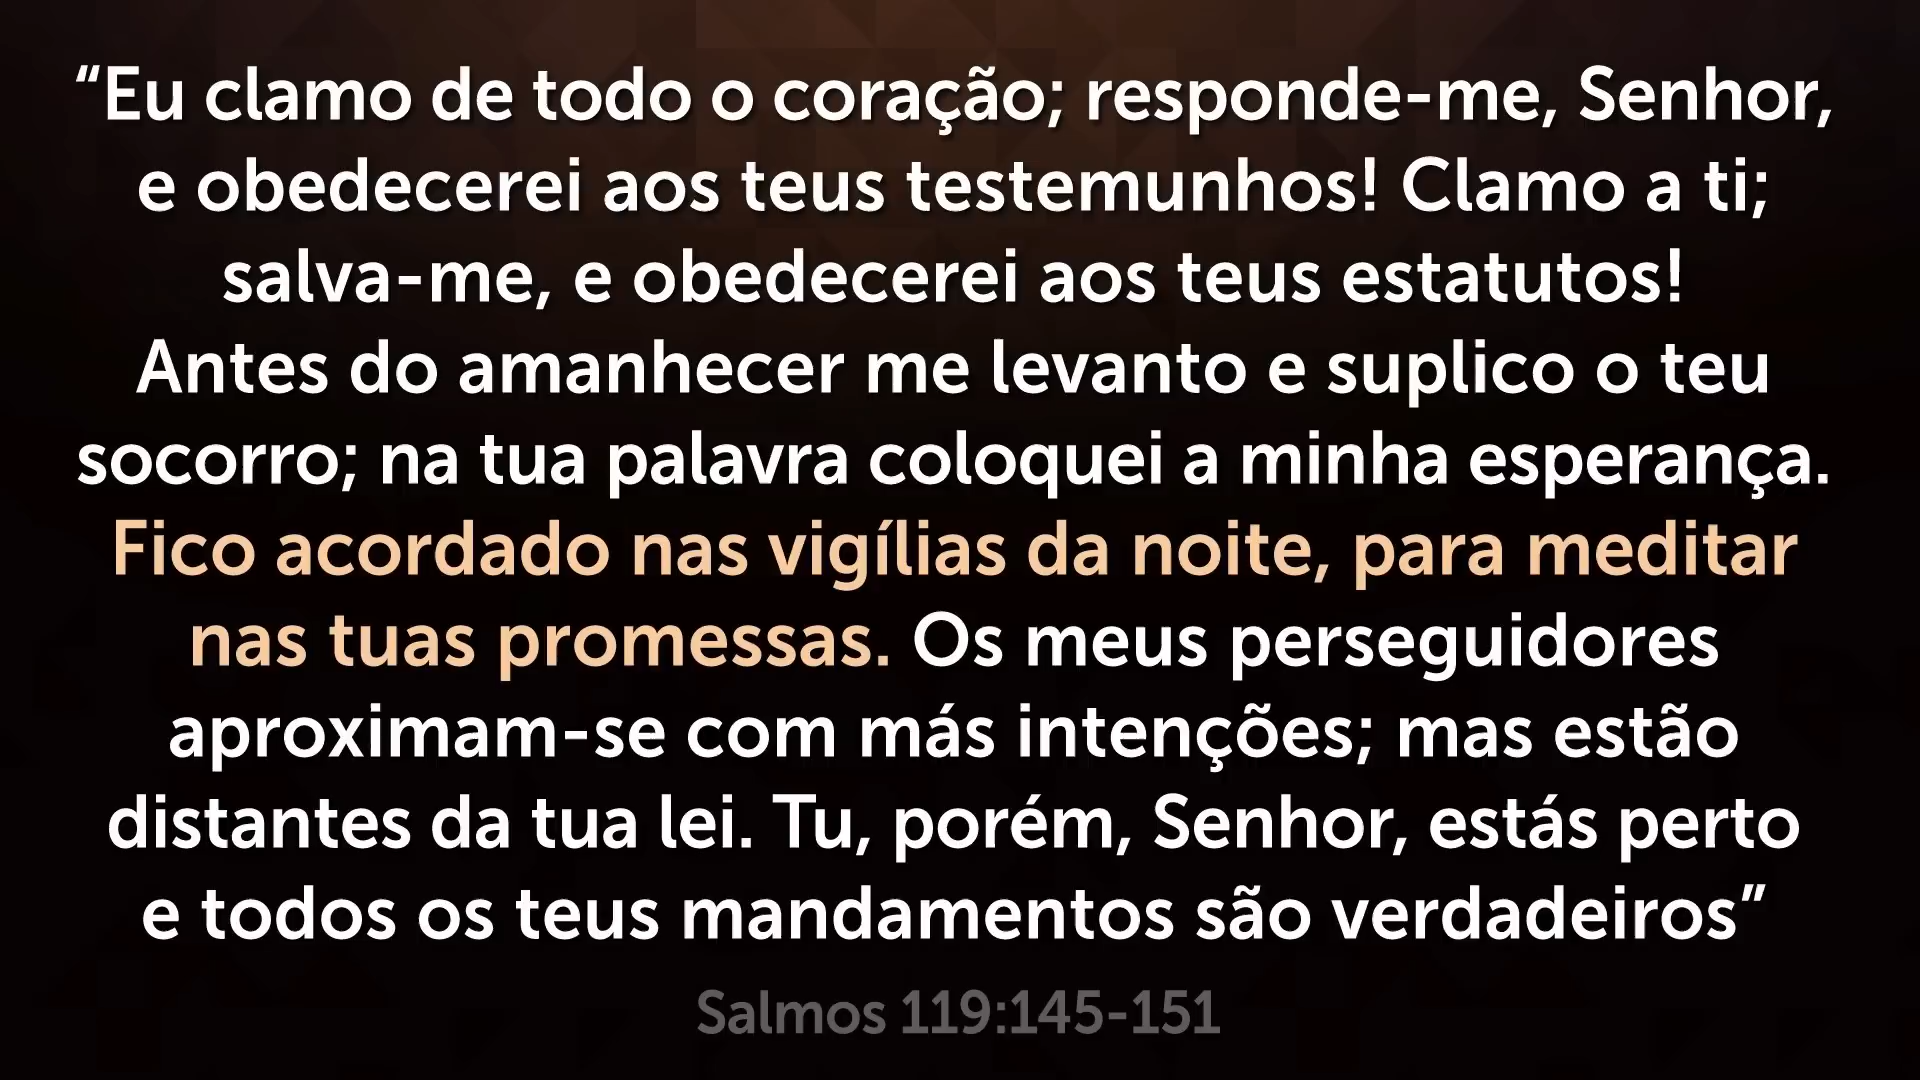 “Eu clamo de todo o coração; responde-me, Senhor,
e obedecerei aos teus testemunhos! Clamo a ti;
salva-me, e obedecerei aos teus estatutos!
Antes do amanhecer me levanto e suplico o teu
socorro; na tua palavra coloquei a minha esperança.
Fico acordado nas vigílias da noite, para meditar
nas tuas promessas. Os meus perseguidores
aproximam-se com más intenções; mas estão
distantes da tua lei. Tu, porém, Senhor, estás perto
e todos os teus mandamentos são verdadeiros”
Salmos 119:145-151